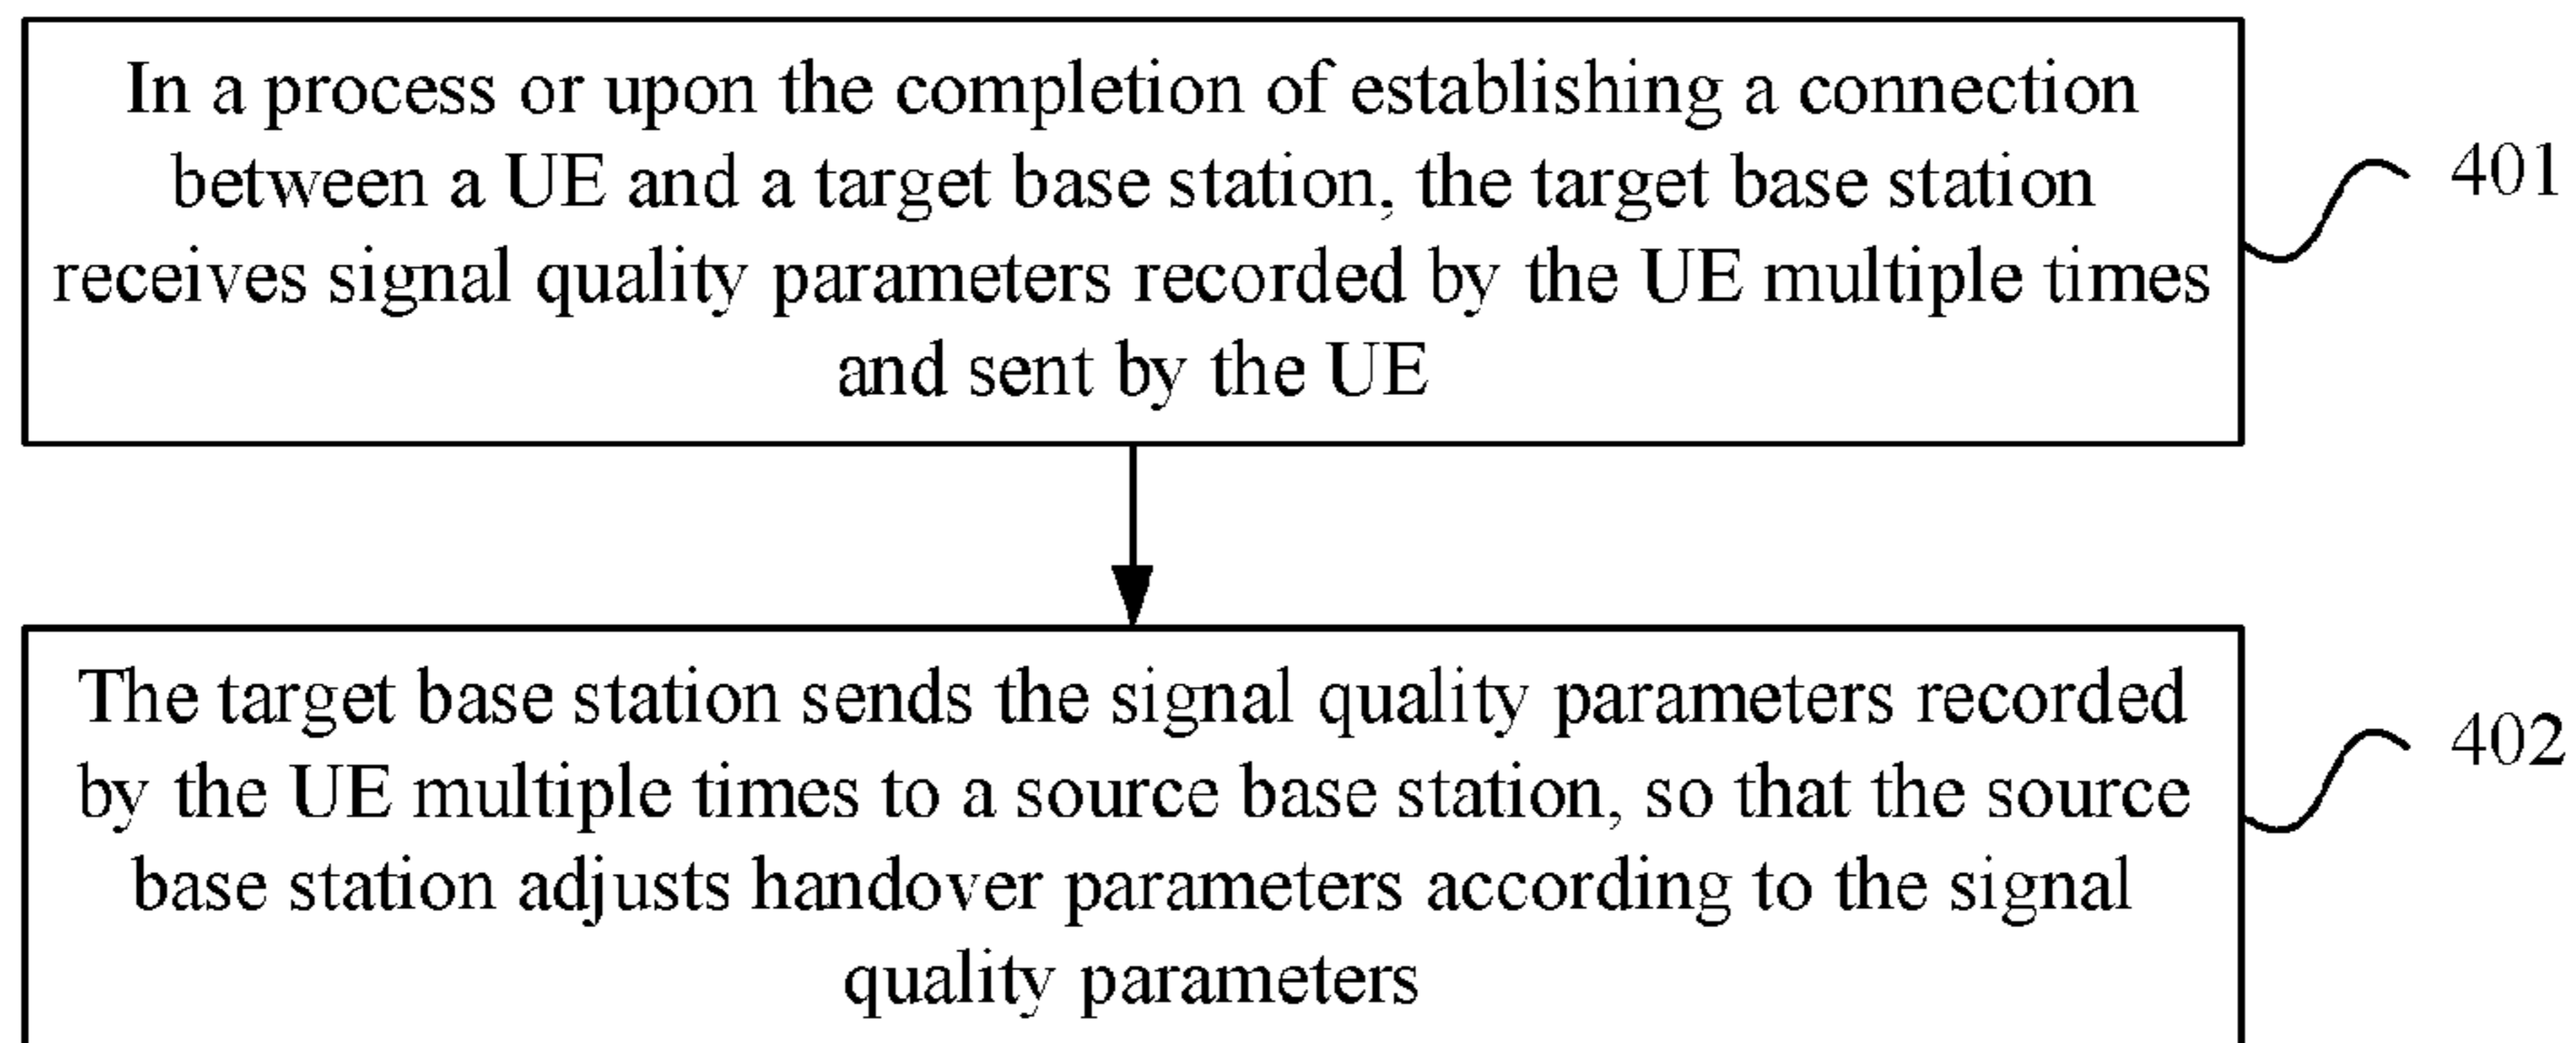 In a process or upon the completion of establishing a connection
between a UE and a target base station, the target base station
receives signal quality parameters recorded by the UE multiple times
and sent by the UE
401
The target base station sends the signal quality parameters recorded
by the UE multiple times to a source base station, so that the source
base station adjusts handover parameters according to the signal
quality parameters
402